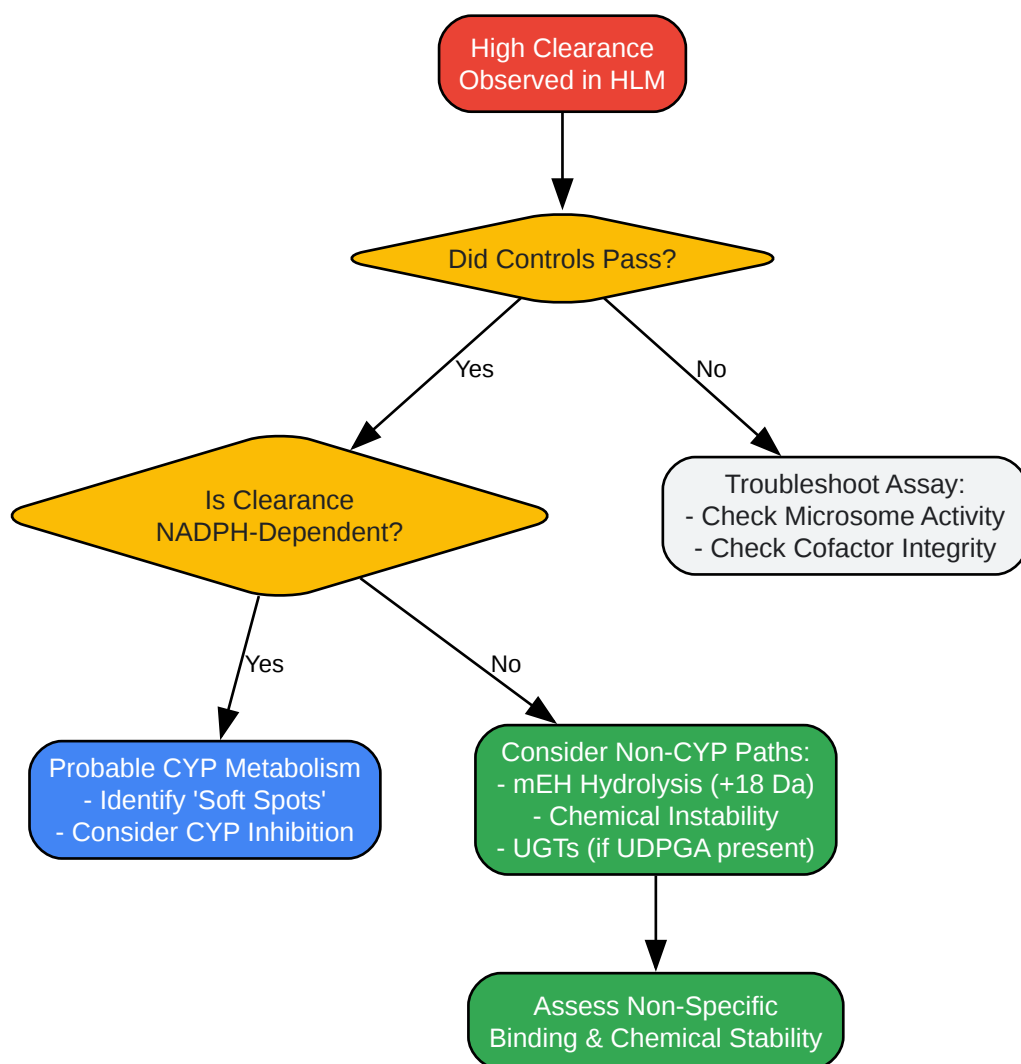 High Clearance
Observed in HLM
Did Controls Pass?
Yes
No
Is Clearance
NADPH-Dependent?
Troubleshoot Assay:
- Check Microsome Activity
- Check Cofactor Integrity
Yes
No
Probable CYP Metabolism
- Identify 'Soft Spots'
- Consider CYP Inhibition
Consider Non-CYP Paths:
- mEH Hydrolysis (+18 Da)
- Chemical Instability
- UGTs (if UDPGA present)
Assess Non-Specific
Binding & Chemical Stability